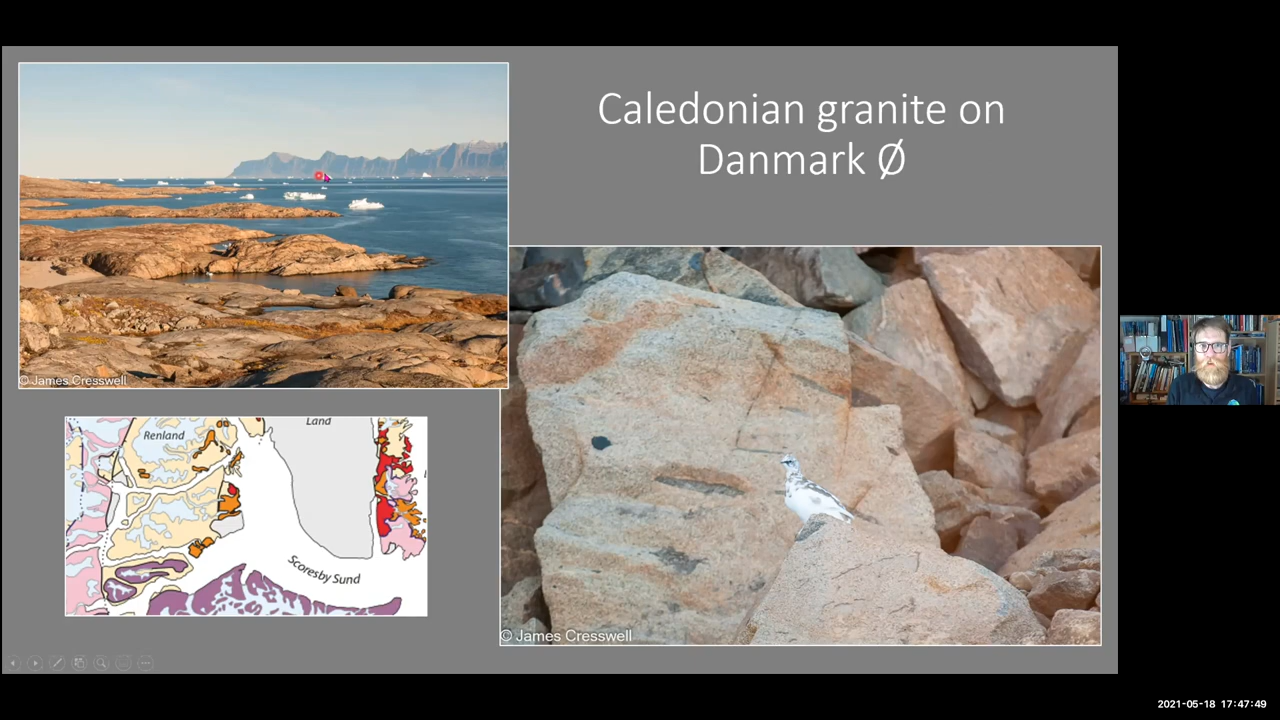 Caledonian granite on
Danmark Ø
© James Cresswell
Renland
Land
Scoresby Sund
© James Cresswell
2021-05-18 17:47:49